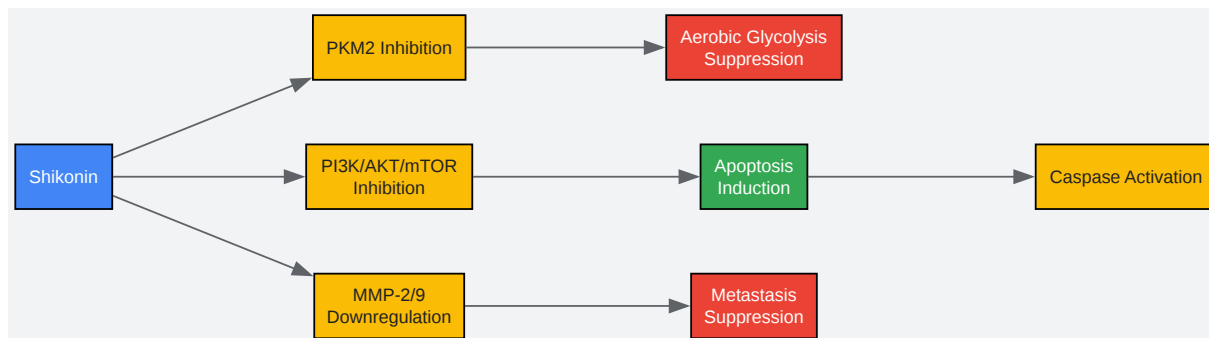 Shikonin
PKM2 Inhibition
Aerobic Glycolysis
Suppression
PI3K/AKT/mTOR
Inhibition
Apoptosis
Induction
Caspase Activation
MMP-2/9
Downregulation
Metastasis
Suppression